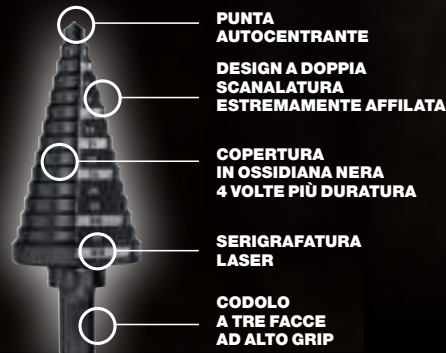 PUNTA
AUTOCENTRANTE
DESIGN A DOPPIA
SCANALATURA
ESTREMAMENTE AFFILATA
COPERTURA
IN OSSIDIANA NERA
4 VOLTE PIÙ DURATURA
SERIGRAFATURA
LASER
CODOLO
A TRE FACCE
AD ALTO GRIP